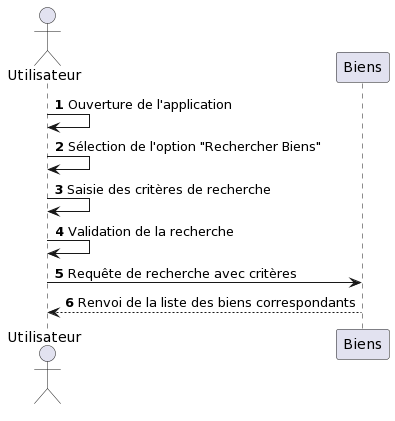 Utilisateur
Biens
1 Ouverture de l'application
2 Sélection de l'option "Rechercher Biens"
3 Saisie des critères de recherche
4 Validation de la recherche
5 Requête de recherche avec critères
6 Renvoi de la liste des biens correspondants
Utilisateur
Biens